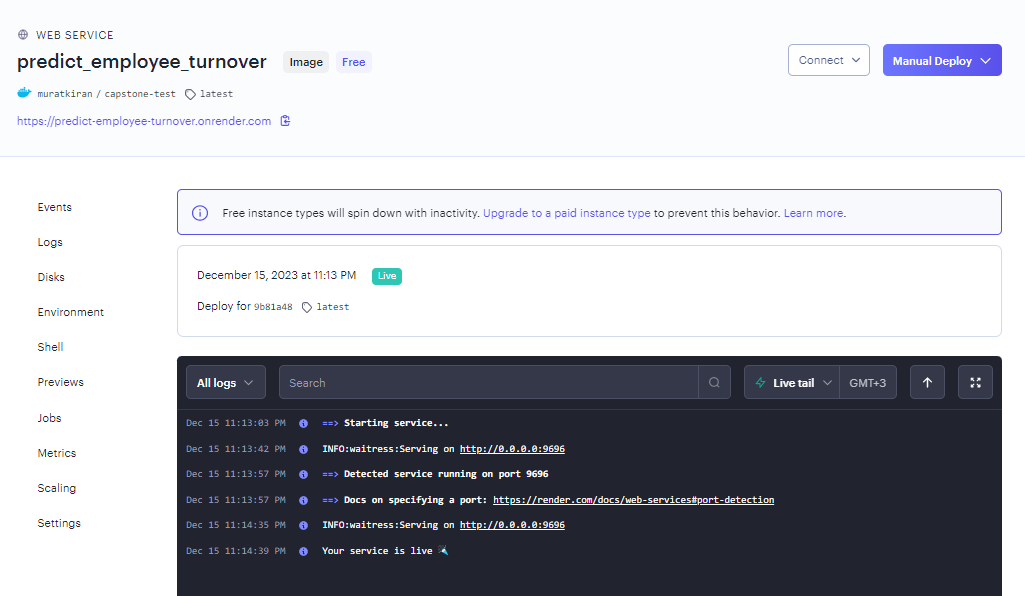 WEB SERVICE
predict_employee_turnover Image Free
Connect Manual Deploy
muratkiran / capstone-test latest
https://predict-employee-turnover.onrender.com
Events
Logs
Disks
Environment
Shell
Previews
Jobs
Metrics
Scaling
Settings
Free instance types will spin down with inactivity. Upgrade to a paid instance type to prevent this behavior. Learn more.
December 15, 2023 at 11:13 PM Live
Deploy for 9b81a48 latest
All logs Search Live tail GMT+3
Dec 15 11:13:03 PM ==> Starting service...
Dec 15 11:13:42 PM INFO:waitress:Serving on http://0.0.0.0:9696
Dec 15 11:13:57 PM ==> Detected service running on port 9696
Dec 15 11:13:57 PM ==> Docs on specifying a port: https://render.com/docs/web-services#port-detection
Dec 15 11:14:35 PM INFO:waitress:Serving on http://0.0.0.0:9696
Dec 15 11:14:39 PM Your service is live